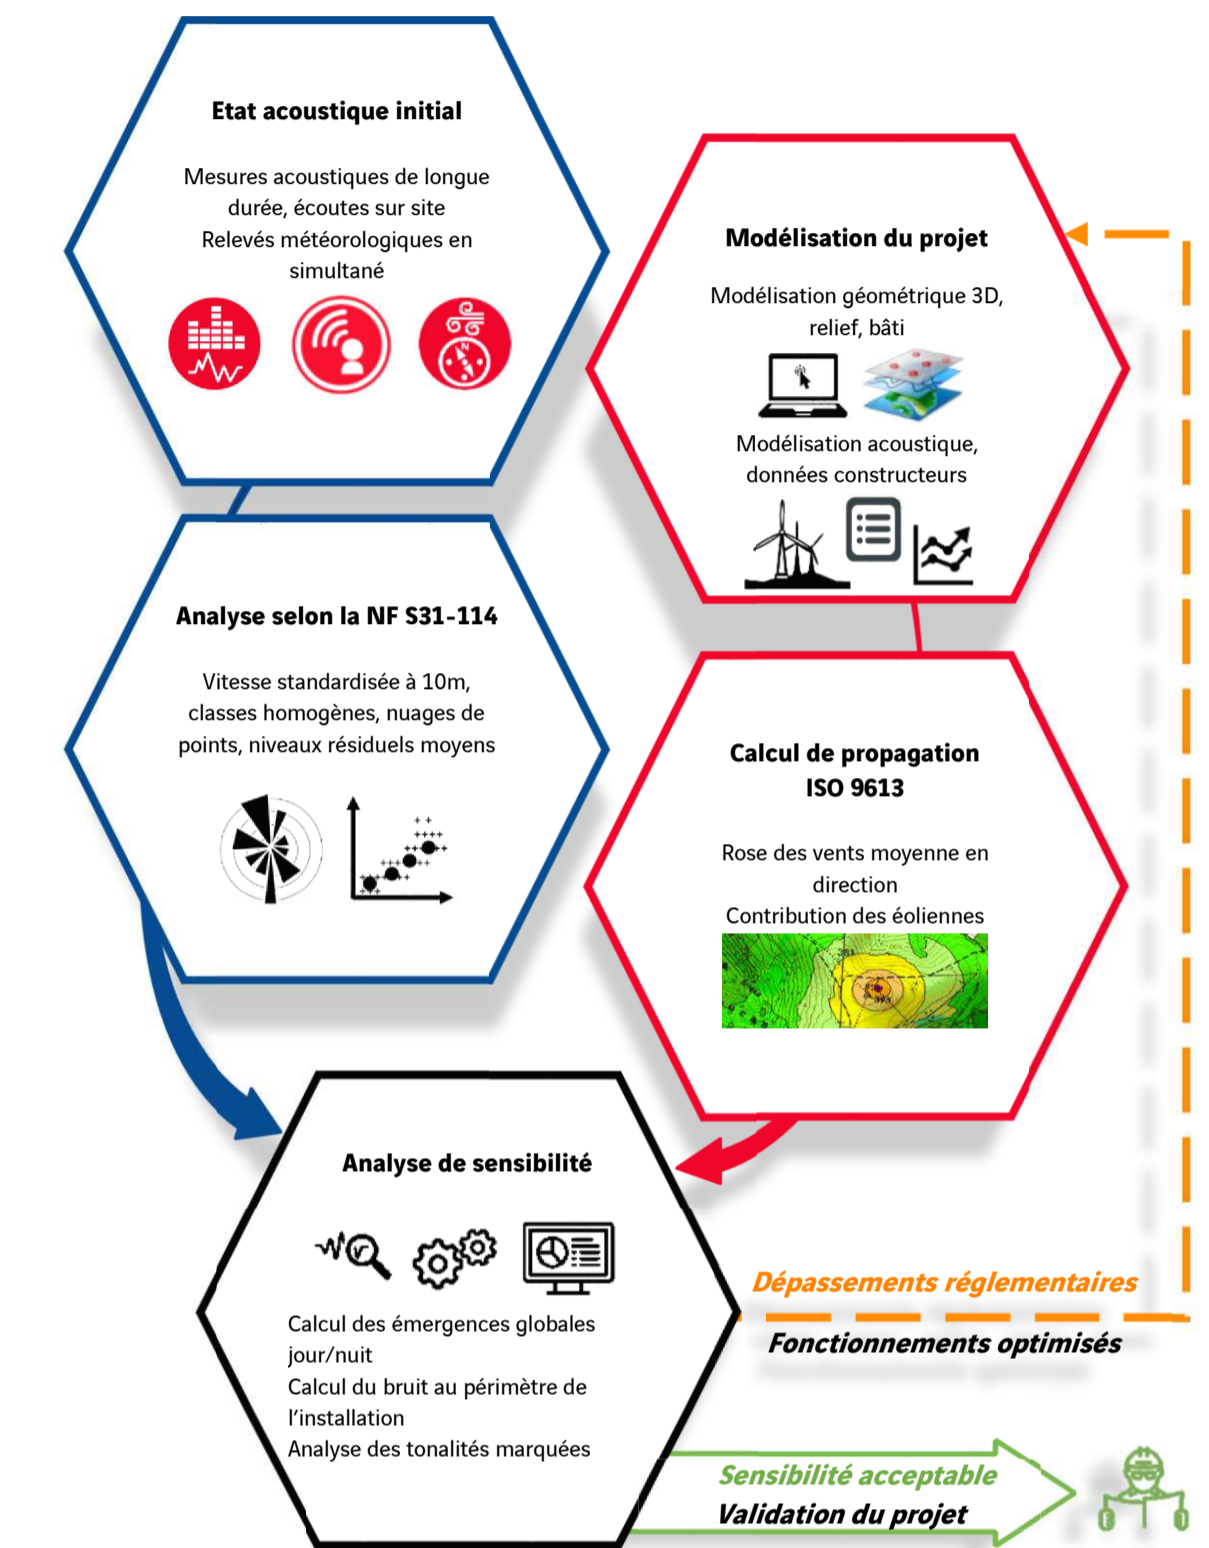 Etat acoustique initial
Mesures acoustiques de longue
durée, écoutes sur site
Relevés météorologiques en
simultané
N
Modélisation du projet
Modélisation géométrique 3D,
relief, bâti
Modélisation acoustique,
données constructeurs
Analyse selon la NF S31-114
Vitesse standardisée à 10m,
classes homogènes, nuages de
points, niveaux résiduels moyens
Calcul de propagation
ISO 9613
Rose des vents moyenne en
direction
Contribution des éoliennes
Analyse de sensibilité
Calcul des émergences globales
jour/nuit
Calcul du bruit au périmètre de
l'installation
Analyse des tonalités marquées
Dépassements réglementaires
Fonctionnements optimisés
Sensibilité acceptable
Validation du projet